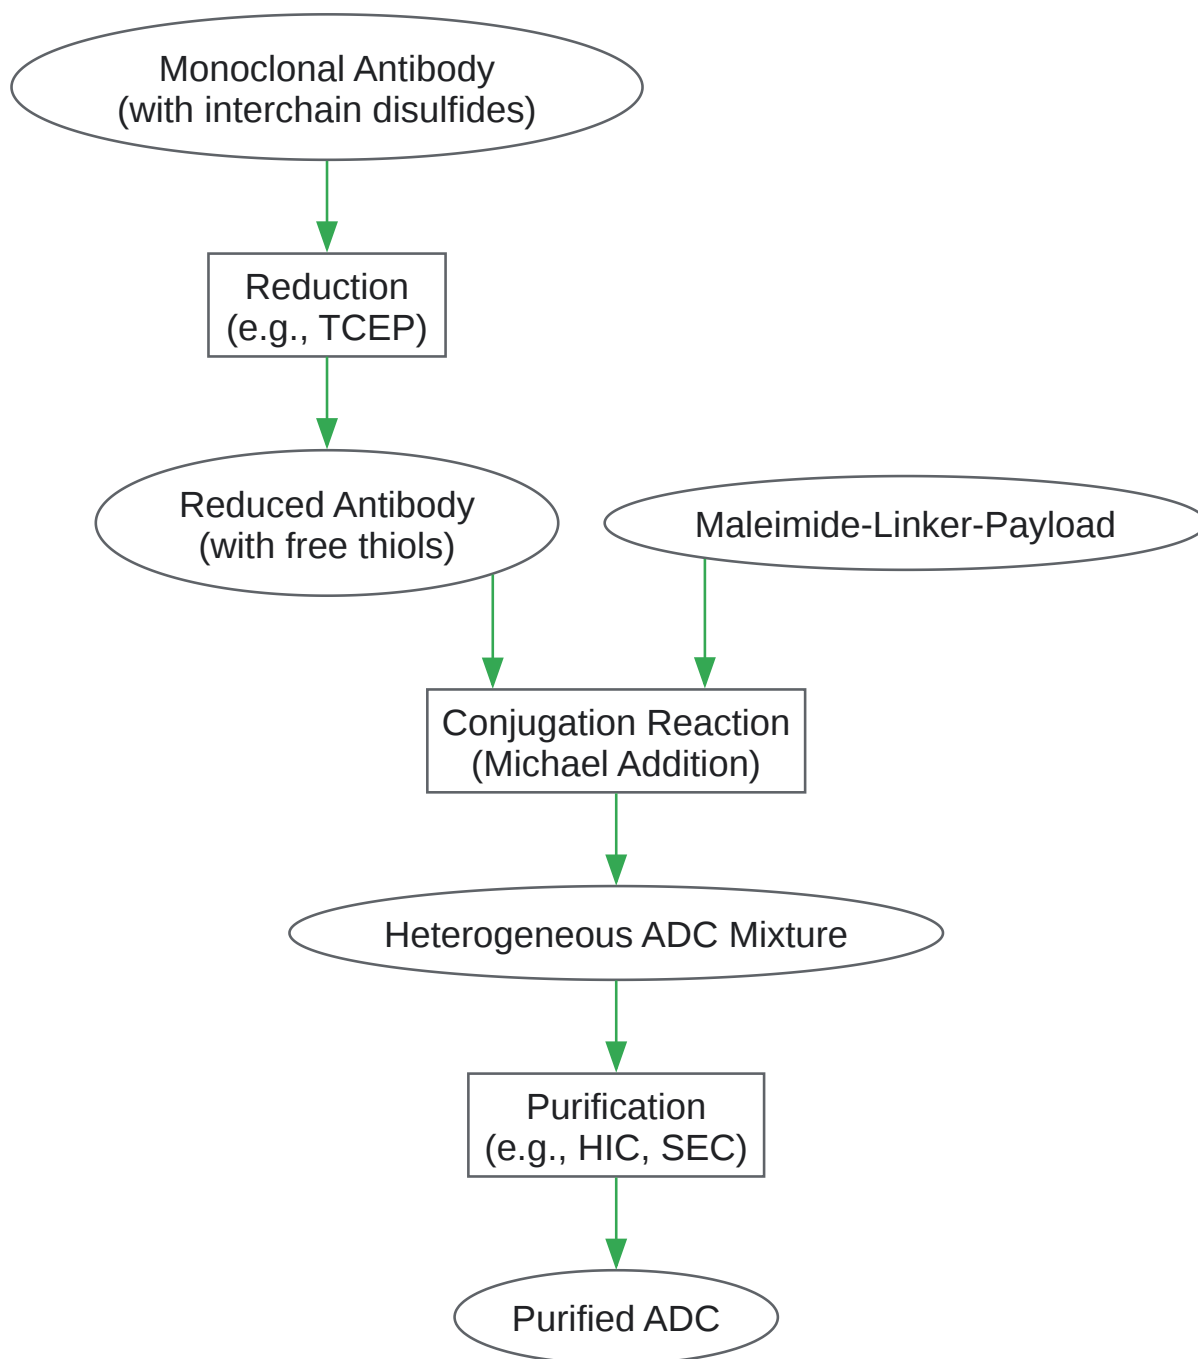 Monoclonal Antibody
(with interchain disulfides)
Reduction
(e.g., TCEP)
Reduced Antibody
(with free thiols)
Maleimide-Linker-Payload
Conjugation Reaction
(Michael Addition)
Heterogeneous ADC Mixture
Purification
(e.g., HIC, SEC)
Purified ADC